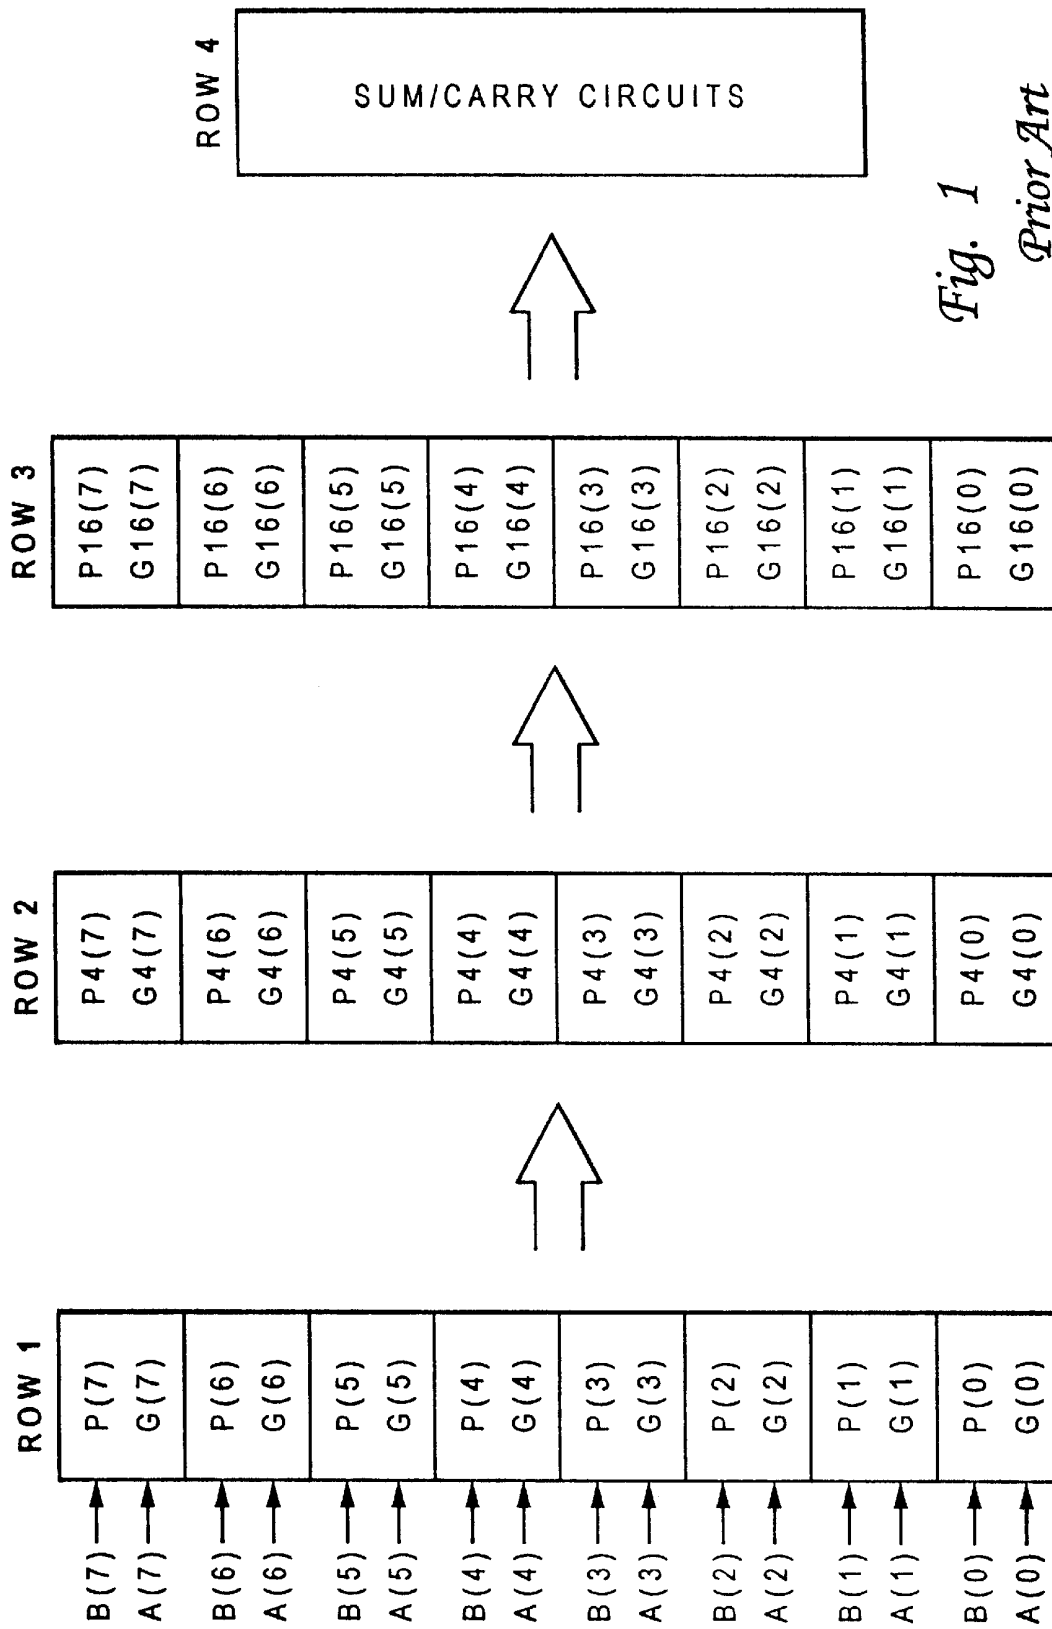 ROW 1 ROW 2 ROW 3 ROW 4
B(7) P(7) P4(7) P16(7)
A(7) G(7) G4(7) G16(7)
B(6) P(6) P4(6) P16(6)
A(6) G(6) G4(6) G16(6)
B(5) P(5) P4(5) P16(5)
A(5) G(5) G4(5) G16(5)
B(4) P(4) P4(4) P16(4)
A(4) G(4) G4(4) G16(4)
B(3) P(3) P4(3) P16(3)
A(3) G(3) G4(3) G16(3)
B(2) P(2) P4(2) P16(2)
A(2) G(2) G4(2) G16(2)
B(1) P(1) P4(1) P16(1)
A(1) G(1) G4(1) G16(1)
B(0) P(0) P4(0) P16(0)
A(0) G(0) G4(0) G16(0)
SUM/CARRY CIRCUITS
Fig. 1
Prior Art